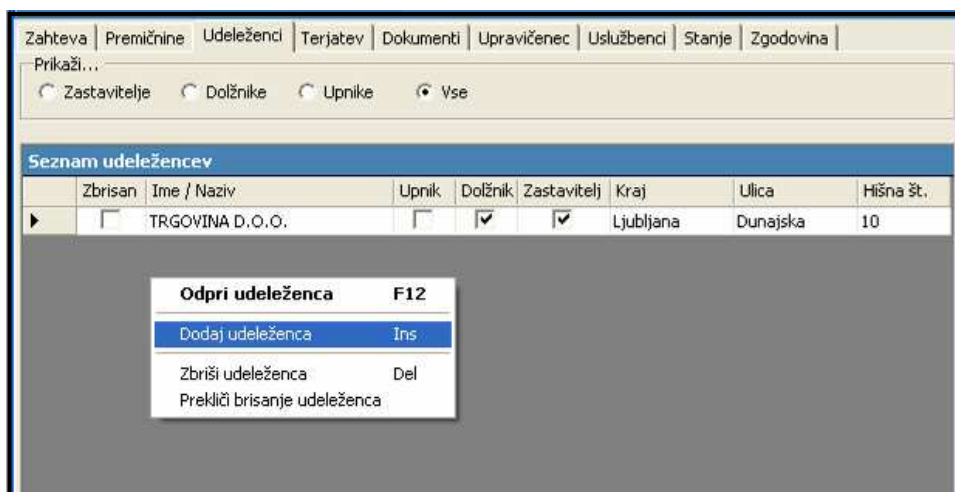 Zahteva Premičnine Udeleženci Terjatev Dokumenti Upravičenec Uslužbenci Stanje Zgodovina
Prikaži...
Zastavitelje Dolžnike Upnike Vse
Seznam udeležencev
Zbrisan Ime / Naziv Upnik Dolžnik Zastavitelj Kraj Ulica Hišna št.
TRGOVINA D.O.O. Ljubljana Dunajska 10
Odpri udeleženca F12
Dodaj udeleženca Ins
Zbriši udeleženca Del
Prekliči brisanje udeleženca